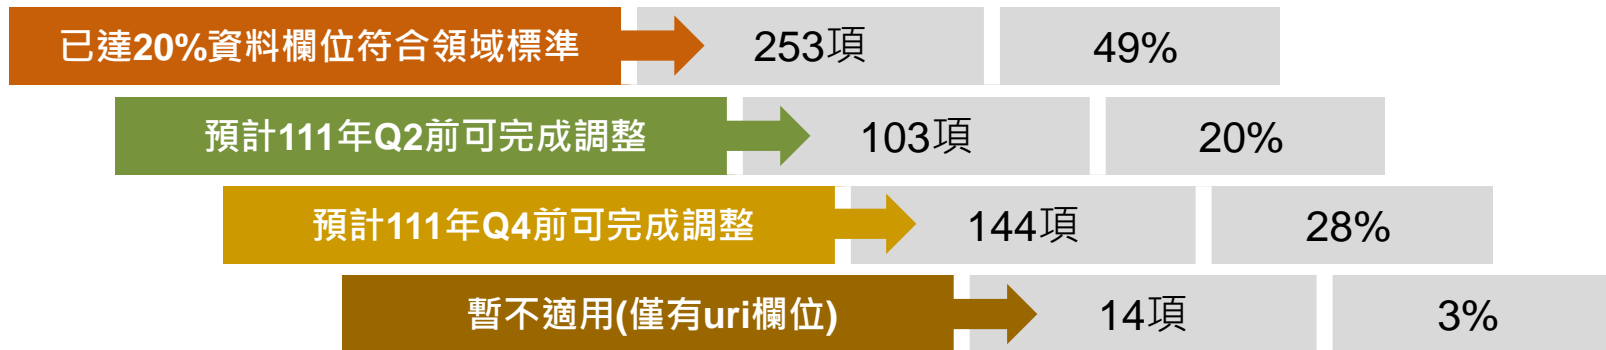 已達20%資料欄位符合領域標準 253項 49%
預計111年Q2前可完成調整 103項 20%
預計111年Q4前可完成調整 144項 28%
暫不適用(僅有uri欄位) 14項 3%